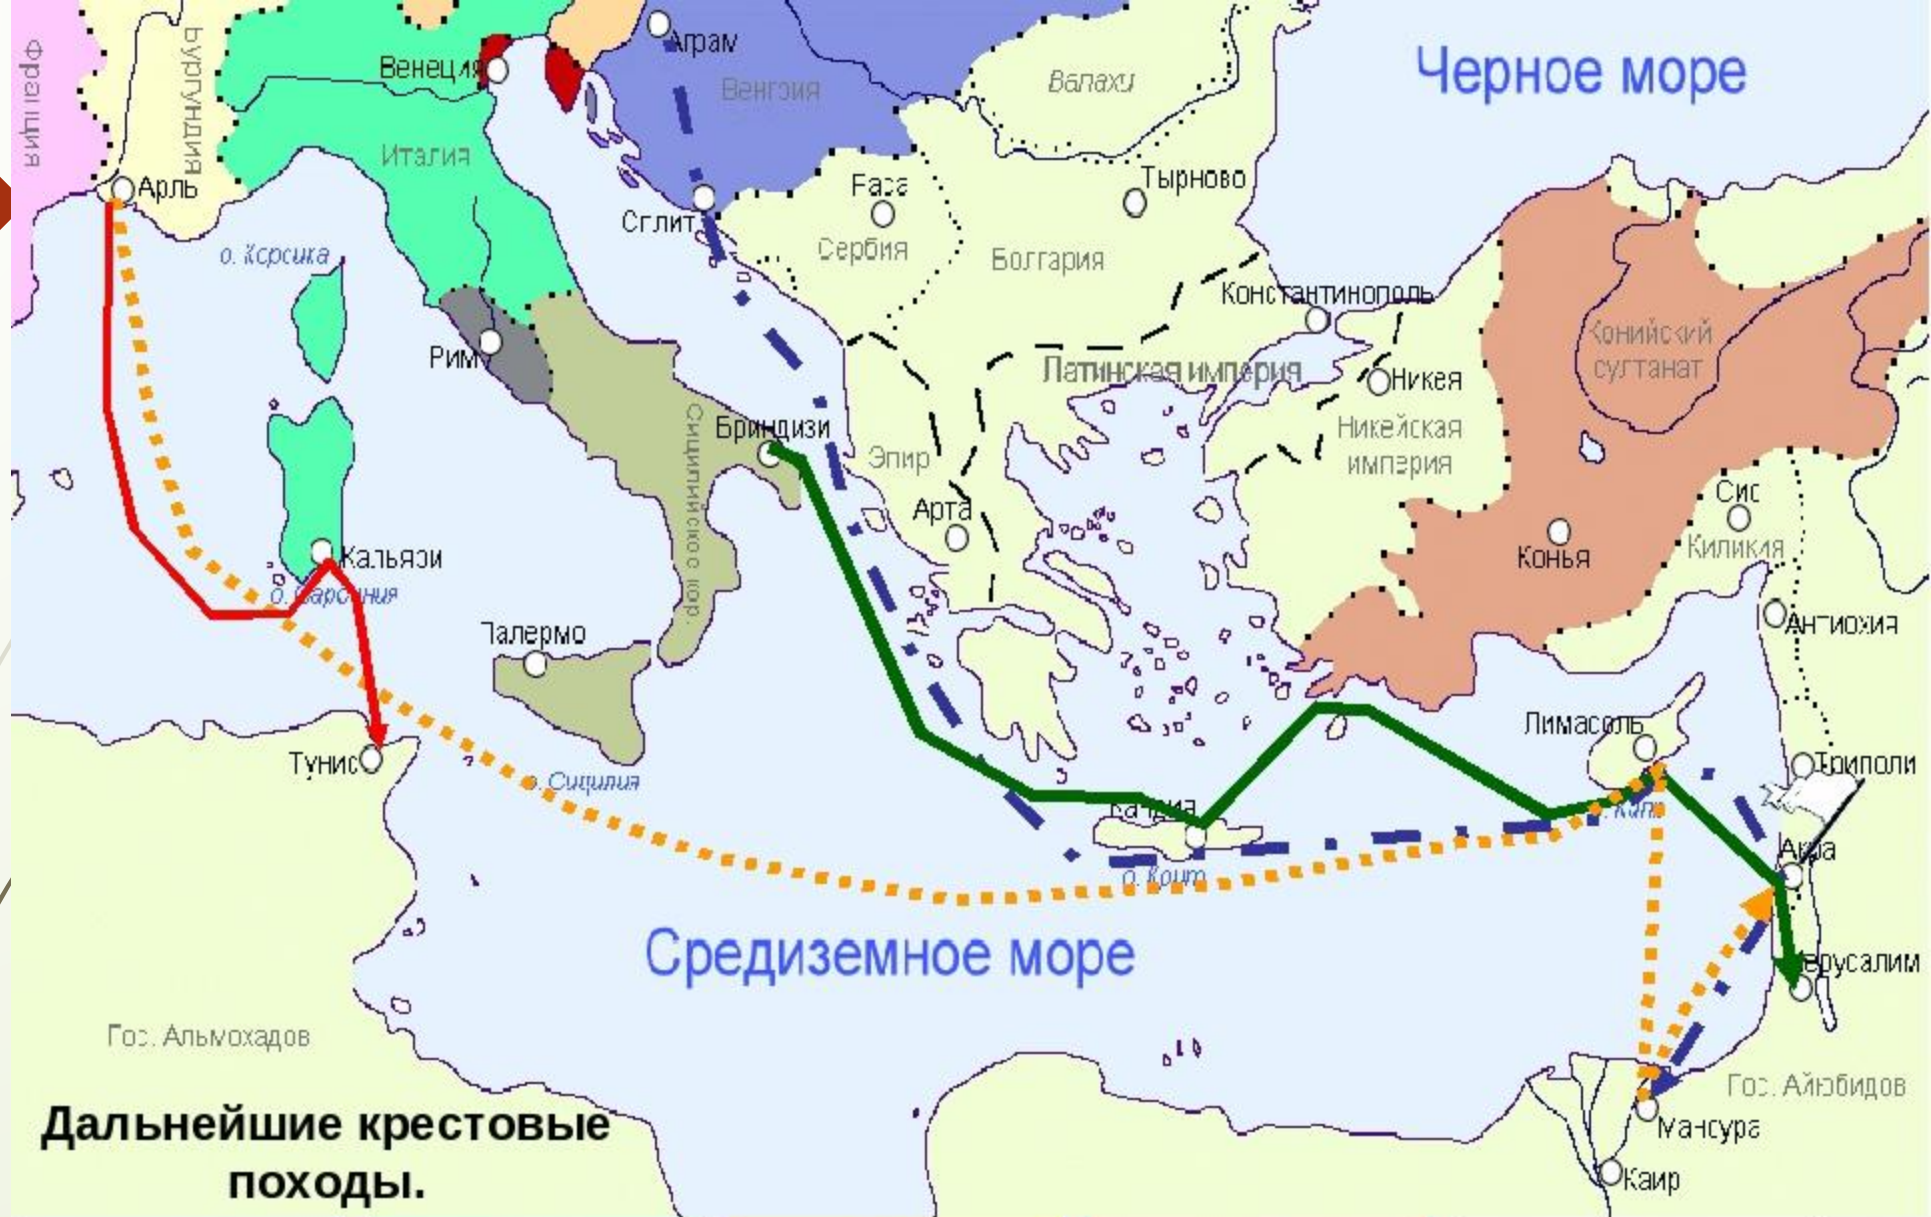 Черное море
Аграм
Венеция
Венгрия
Валахи
Франция
Бургундия
Италия
Арль
Сплит
Сербия
Тырново
Болгария
о. Корсика
Константинополь
Рим
Латинская империя
Никея
Конийский
султанат
Бриндизи
Эпир
Никейская
империя
Сицилийское кор.
Арта
Сис
Киликия
Конья
Кальяри
о. Сардиния
Палермо
Антиохия
Лимасоль
Тунис
о. Сицилия
Триполи
Кандия
о. Кипр
Акра
о. Крит
Средиземное море
Иерусалим
Гос. Альмохадов
Гос. Айюбидов
Мансура
Каир
Дальнейшие крестовые
походы.